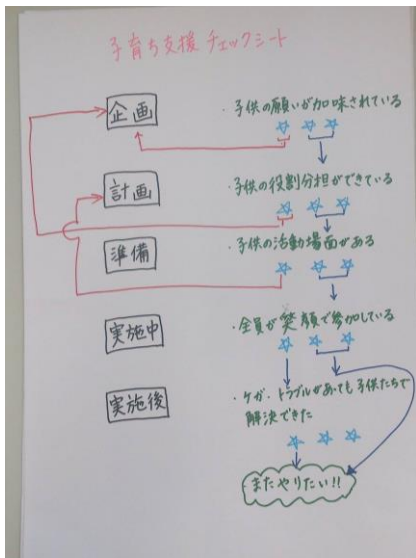 子育ち支援 チェックシート
企画
・子供の願いが加味されている
☆ ☆ ☆
計画
・子供の役割分担ができている
☆ ☆ ☆
準備
・子供の活動場面がある
☆ ☆ ☆
実施中
・全員が笑顔で参加している
☆ ☆ ☆
実施後
・ケガ・トラブルがあっても子供たちで
解決できた
☆ ☆ ☆
またやりたい!!